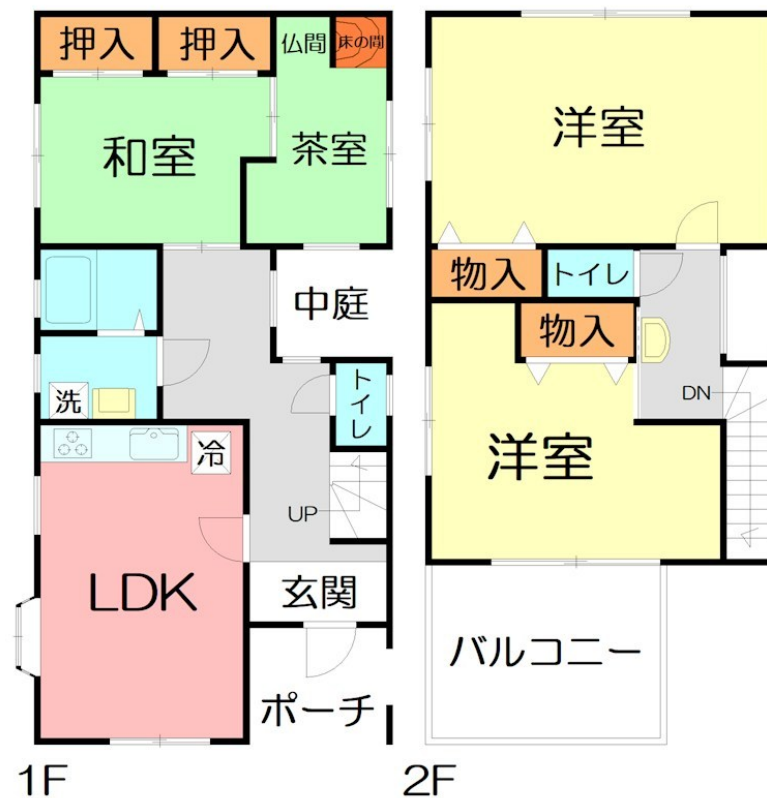 押入
押入
仏間
床の間
和室
茶室
中庭
洗
トイレ
冷
UP
LDK
玄関
ポーチ
1F
洋室
物入
トイレ
物入
DN
洋室
バルコニー
2F